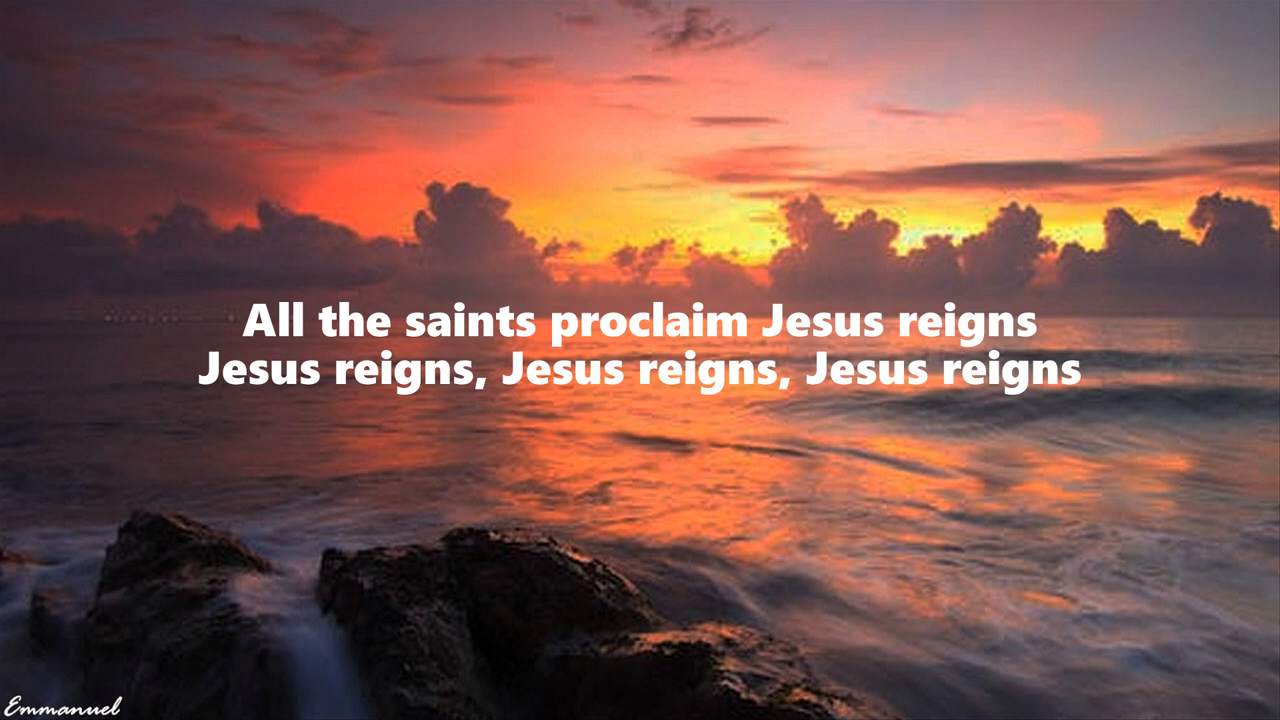 All the saints proclaim Jesus reigns
Jesus reigns, Jesus reigns, Jesus reigns
Emmanuel